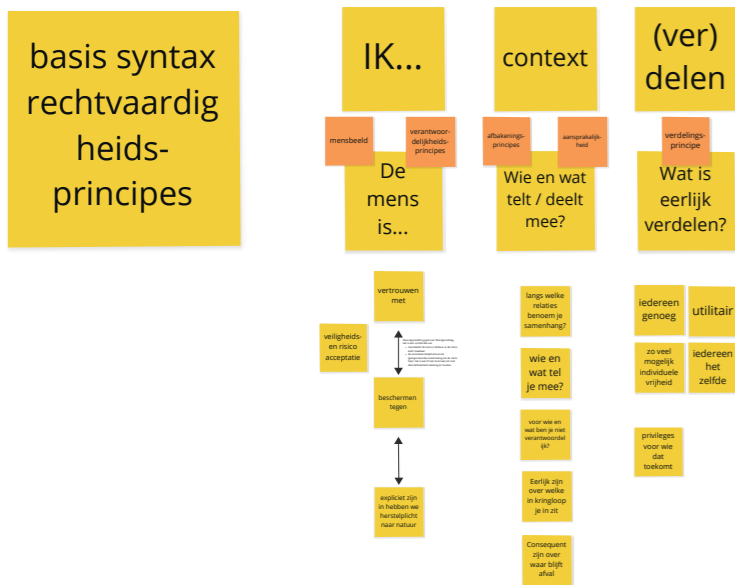 basis syntax
rechtvaardig
heids-
principes
IK...
context
(ver)
delen
mensbeeld
verantwoor-
delijkheids-
principes
afbakenings-
principes
aansprakalijk-
heid
verdelings-
principe
De
mens
is...
Wie en wat
telt / deelt
mee?
Wat is
eerlijk
verdelen?
vertrouwen
met
veiligheids-
en risico
acceptatie
beschermen
tegen
expliciet zijn
in hebben we
herstelplicht
naar natuur
langs welke
relaties
benoem je
samenhang?
wie en
wat tel
je mee?
voor wie en
wat ben je niet
verantwoordel
ijk?
Eerlijk zijn
over welke
in kringloop
je in zit
Consequent
zijn over
waar blijft
afval
iedereen
genoeg
utilitair
zo veel
mogelijk
individuele
vrijheid
iedereen
het
zelfde
privileges
voor wie
dat
toekomt